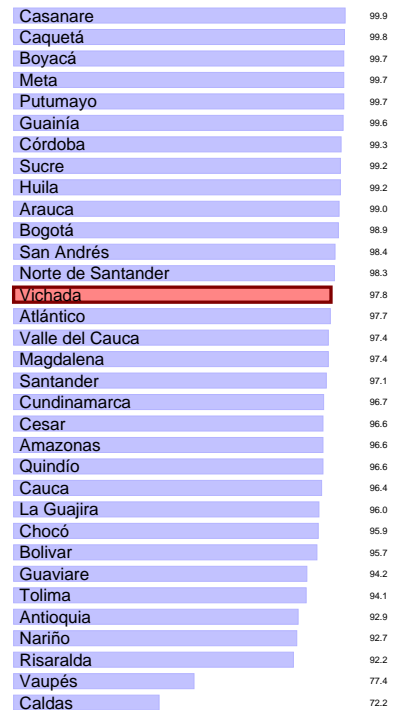 Casanare 99.9
Caquetá 99.8
Boyacá 99.7
Meta 99.7
Putumayo 99.7
Guainía 99.6
Córdoba 99.3
Sucre 99.2
Huila 99.2
Arauca 99.0
Bogotá 98.9
San Andrés 98.4
Norte de Santander 98.3
Vichada 97.8
Atlántico 97.7
Valle del Cauca 97.4
Magdalena 97.4
Santander 97.1
Cundinamarca 96.7
Cesar 96.6
Amazonas 96.6
Quindío 96.6
Cauca 96.4
La Guajira 96.0
Chocó 95.9
Bolivar 95.7
Guaviare 94.2
Tolima 94.1
Antioquia 92.9
Nariño 92.7
Risaralda 92.2
Vaupés 77.4
Caldas 72.2